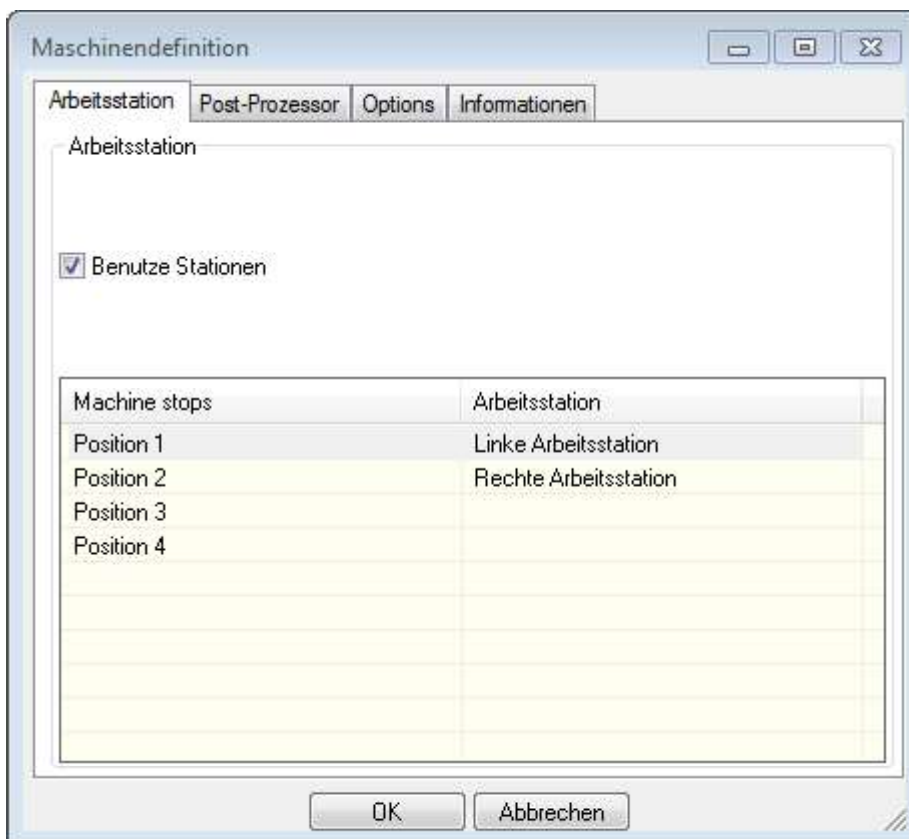 Maschinendefinition
Arbeitsstation Post-Prozessor Options Informationen
Arbeitsstation
Benutze Stationen
Machine stops Arbeitsstation
Position 1 Linke Arbeitsstation
Position 2 Rechte Arbeitsstation
Position 3
Position 4
OK Abbrechen